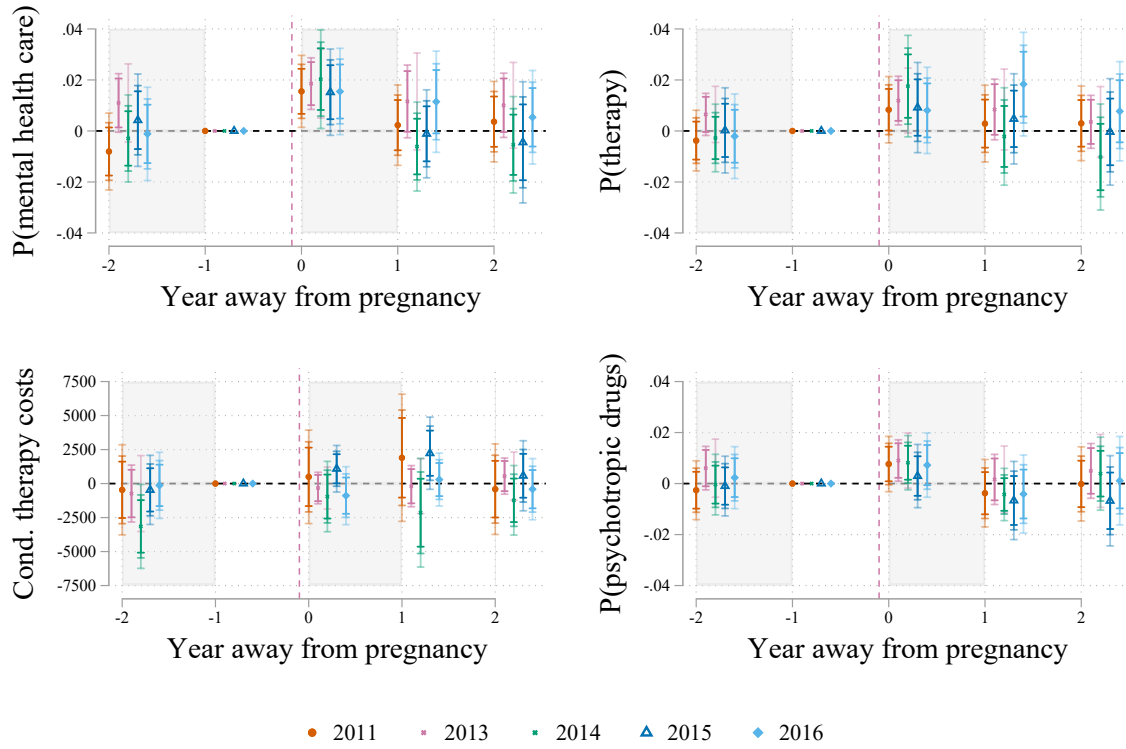 P(mental health care)
.04
.02
0
-.02
-.04
-2 -1 0 1 2
Year away from pregnancy
P(therapy)
.04
.02
0
-.02
-.04
-2 -1 0 1 2
Year away from pregnancy
Cond. therapy costs
7500
5000
2500
0
-2500
-5000
-7500
-2 -1 0 1 2
Year away from pregnancy
P(psychotropic drugs)
.04
.02
0
-.02
-.04
-2 -1 0 1 2
Year away from pregnancy
2011 2013 2014 2015 2016